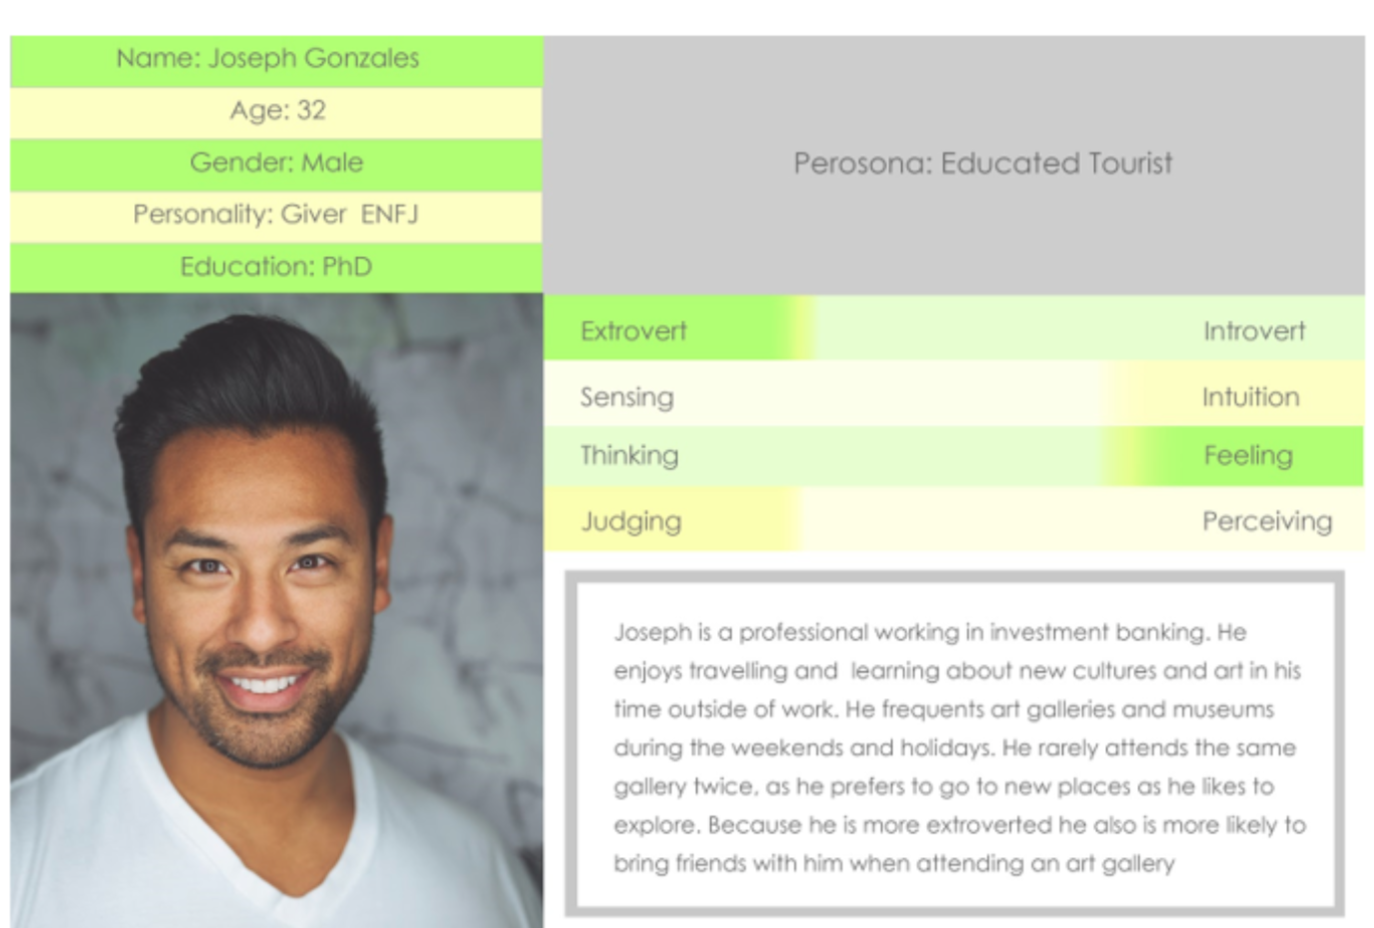 Name: Joseph Gonzales
Age: 32
Gender: Male
Personality: Giver  ENFJ
Education: PhD
Perosona: Educated Tourist
Extrovert Introvert
Sensing Intuition
Thinking Feeling
Judging Perceiving
Joseph is a professional working in investment banking. He
enjoys travelling and  learning about new cultures and art in his
time outside of work. He frequents art galleries and museums
during the weekends and holidays. He rarely attends the same
gallery twice, as he prefers to go to new places as he likes to
explore. Because he is more extroverted he also is more likely to
bring friends with him when attending an art gallery